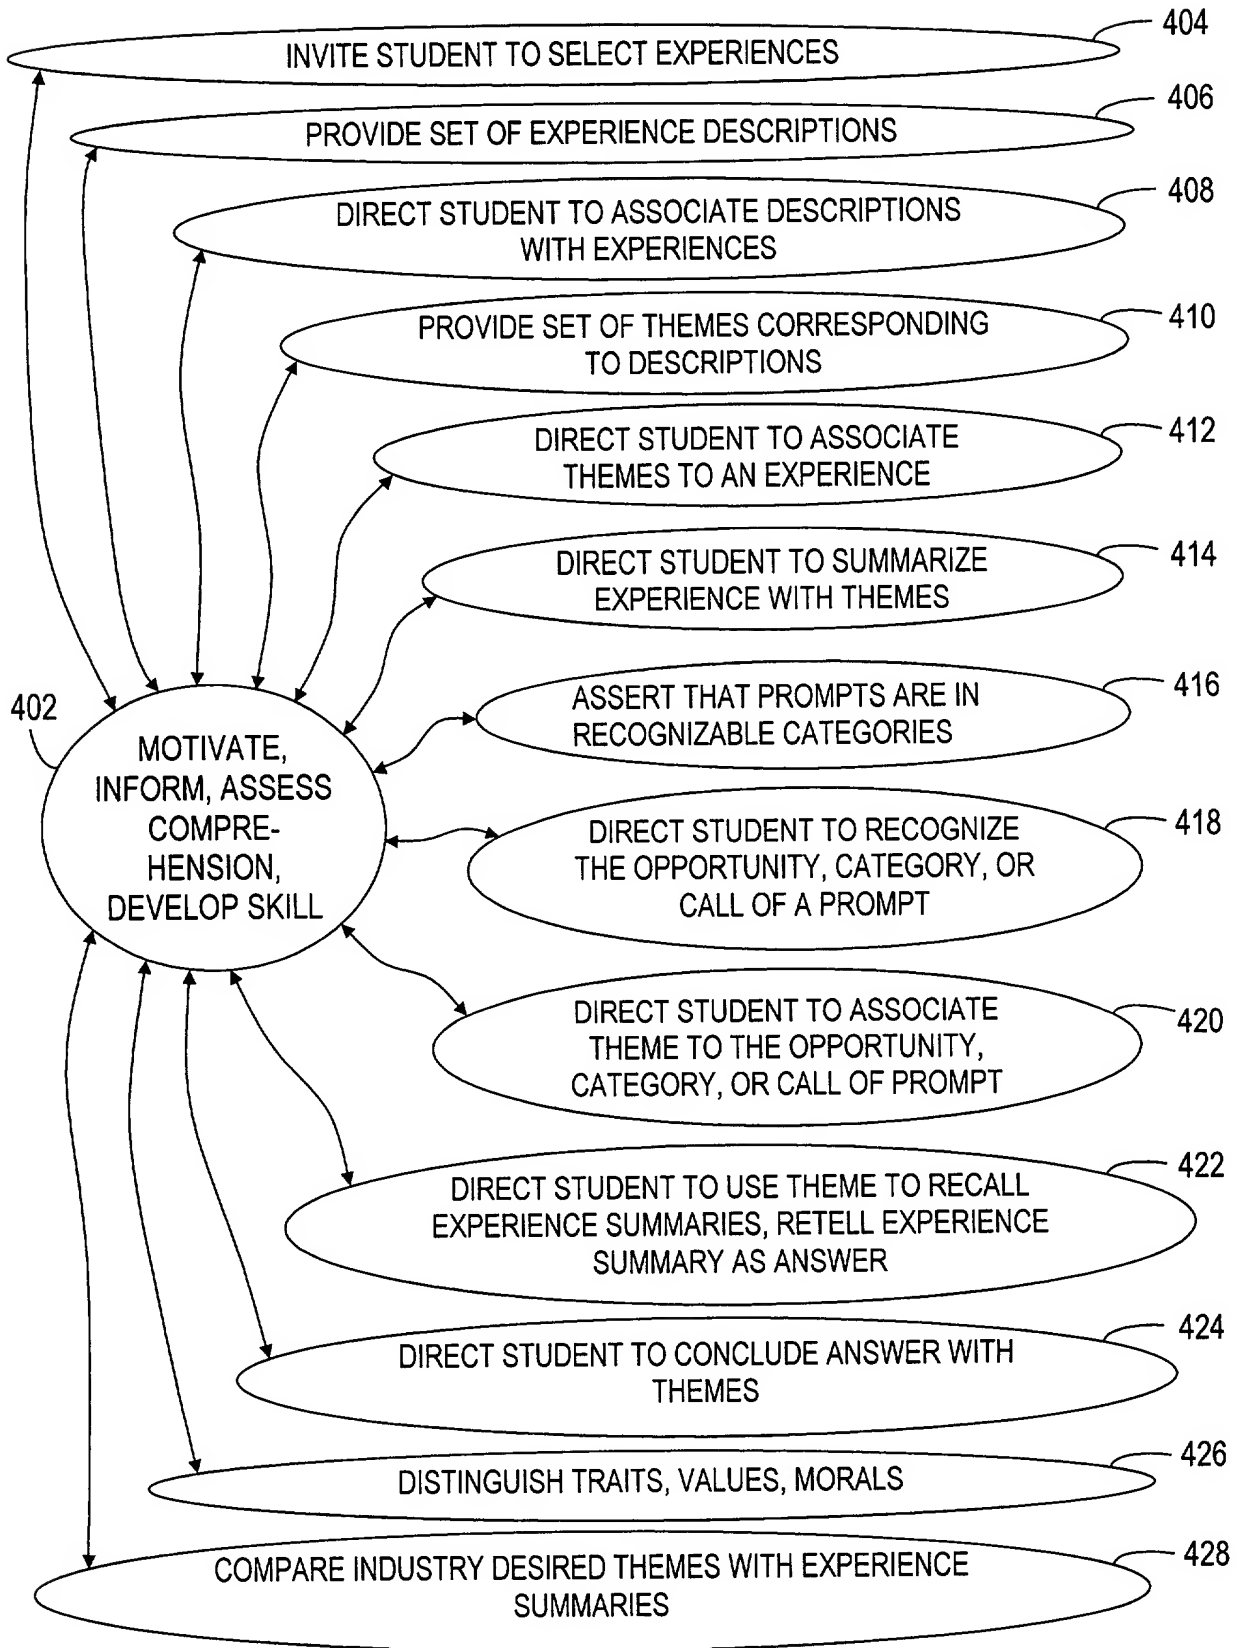 404
INVITE STUDENT TO SELECT EXPERIENCES
406
PROVIDE SET OF EXPERIENCE DESCRIPTIONS
408
DIRECT STUDENT TO ASSOCIATE DESCRIPTIONS
WITH EXPERIENCES
410
PROVIDE SET OF THEMES CORRESPONDING
TO DESCRIPTIONS
412
DIRECT STUDENT TO ASSOCIATE
THEMES TO AN EXPERIENCE
414
DIRECT STUDENT TO SUMMARIZE
EXPERIENCE WITH THEMES
416
ASSERT THAT PROMPTS ARE IN
RECOGNIZABLE CATEGORIES
402
MOTIVATE,
INFORM, ASSESS
COMPRE-
HENSION,
DEVELOP SKILL
418
DIRECT STUDENT TO RECOGNIZE
THE OPPORTUNITY, CATEGORY, OR
CALL OF A PROMPT
420
DIRECT STUDENT TO ASSOCIATE
THEME TO THE OPPORTUNITY,
CATEGORY, OR CALL OF PROMPT
422
DIRECT STUDENT TO USE THEME TO RECALL
EXPERIENCE SUMMARIES, RETELL EXPERIENCE
SUMMARY AS ANSWER
424
DIRECT STUDENT TO CONCLUDE ANSWER WITH
THEMES
426
DISTINGUISH TRAITS, VALUES, MORALS
428
COMPARE INDUSTRY DESIRED THEMES WITH EXPERIENCE
SUMMARIES